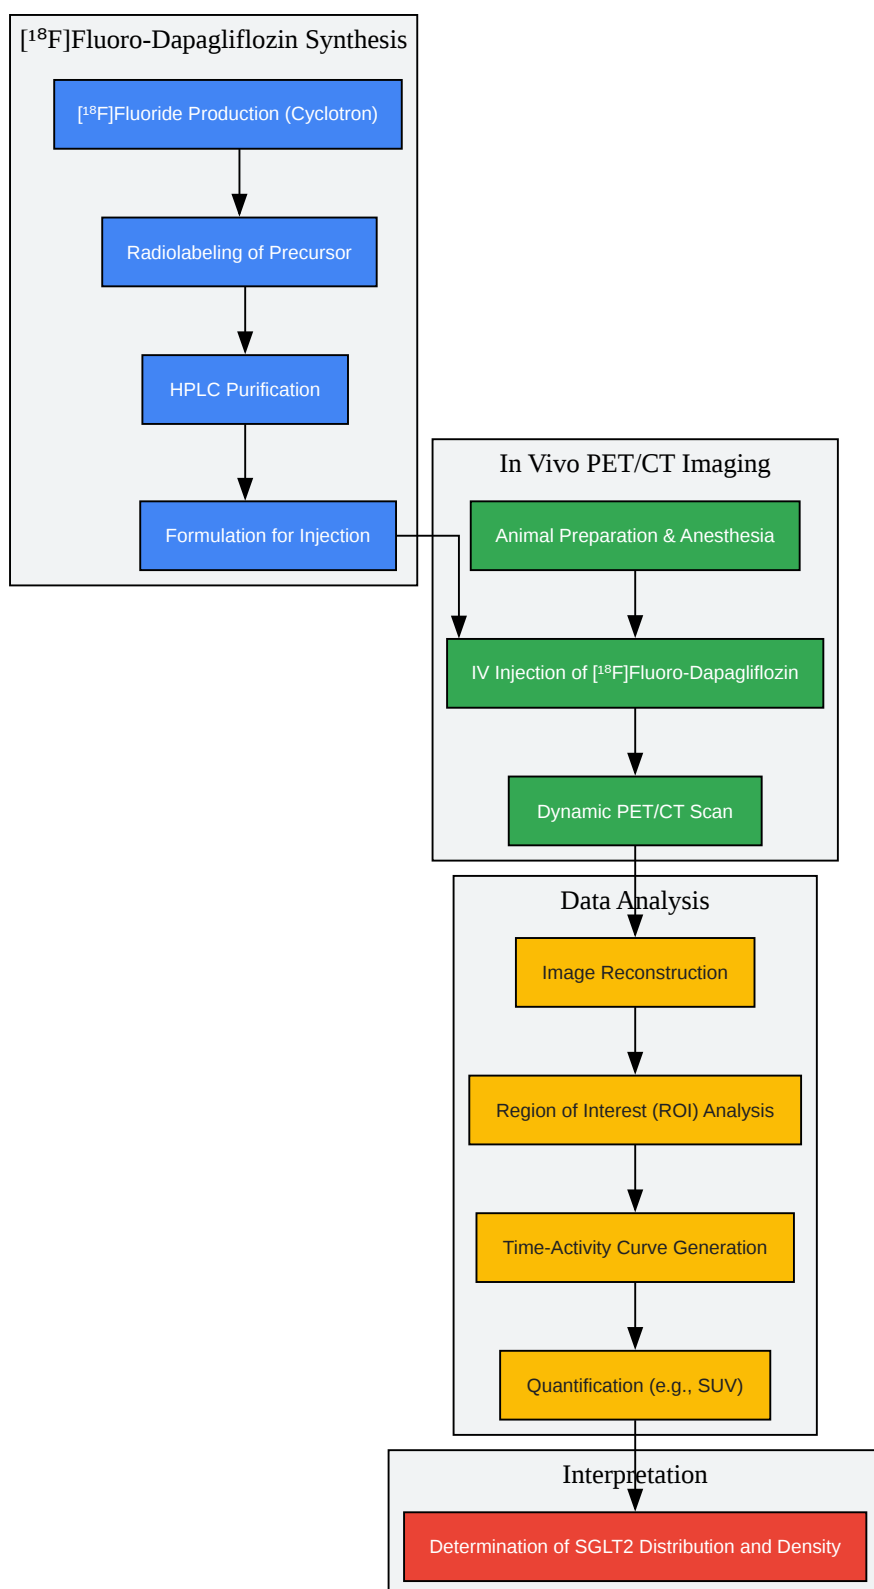 [¹⁸F]Fluoro-Dapagliflozin Synthesis
[¹⁸F]Fluoride Production (Cyclotron)
Radiolabeling of Precursor
HPLC Purification
Formulation for Injection
In Vivo PET/CT Imaging
Animal Preparation & Anesthesia
IV Injection of [¹⁸F]Fluoro-Dapagliflozin
Dynamic PET/CT Scan
Data Analysis
Image Reconstruction
Region of Interest (ROI) Analysis
Time-Activity Curve Generation
Quantification (e.g., SUV)
Interpretation
Determination of SGLT2 Distribution and Density